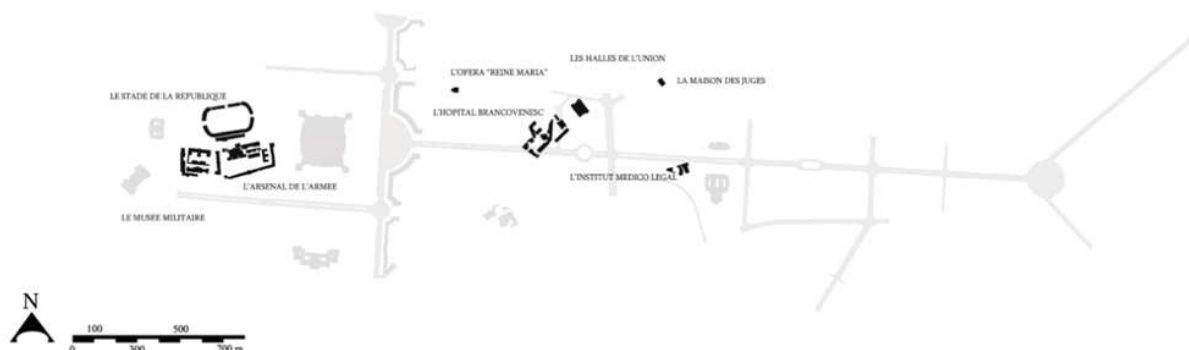 LES HALLES DE L'UNION
L'OPERA "REINE MARIA"
LA MAISON DES JUGES
LE STADE DE LA REPUBLIQUE
L'HOPITAL BRANCOVENESC
L'INSTITUT MEDICO LEGAL
L'ARSENAL DE L'ARMEE
LE MUSEE MILITAIRE
N
100 500
0 300 700 m